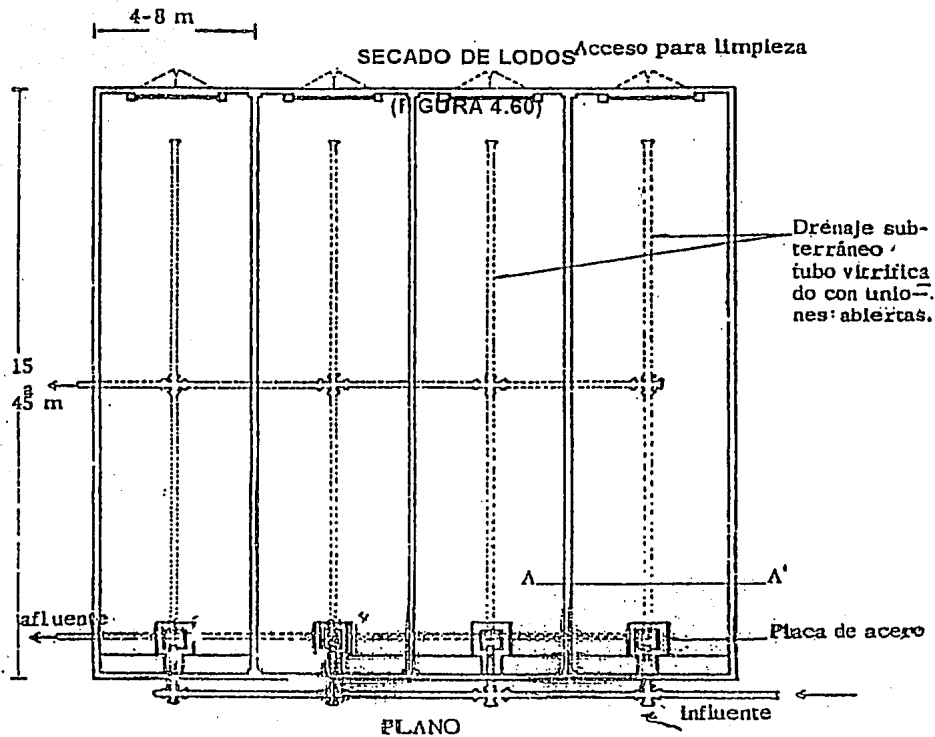 4-8 m
SECADO DE LODOS
Acceso para limpieza
(FIGURA 4.60)
Drenaje sub-
terráneo
tubo vitrifica
do con unio-
nes abiertas.
15
a
45 m
A A'
afluente
Placa de acero
influente
PLANO